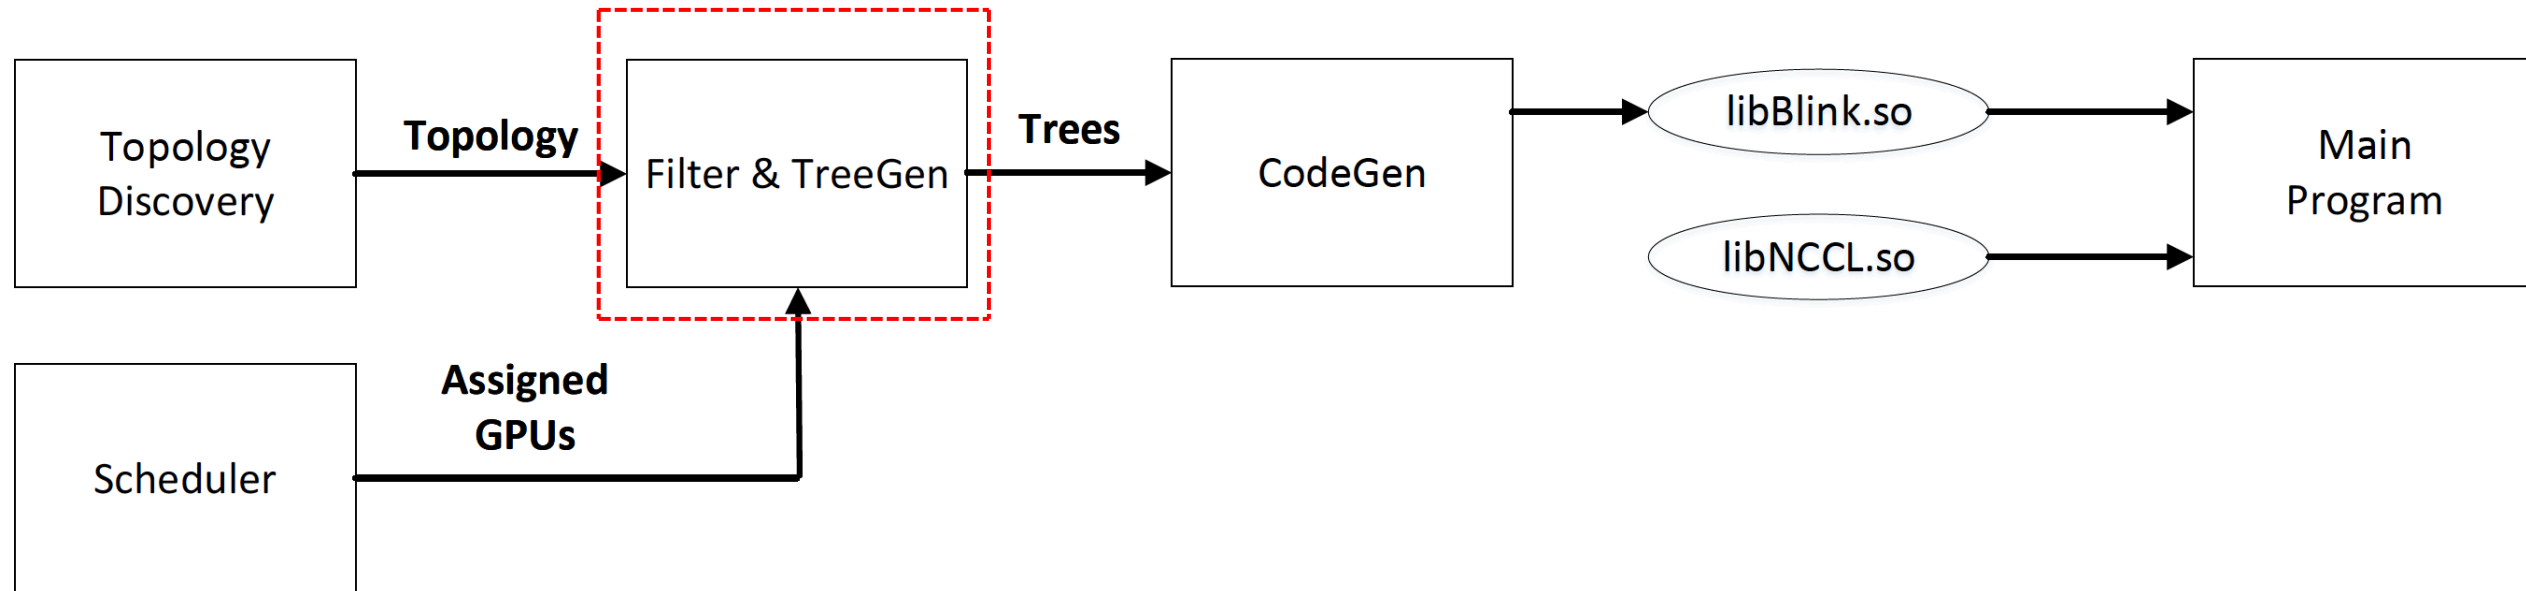 Topology
Discovery
Topology
Filter & TreeGen
Trees
CodeGen
libBlink.so
libNCCL.so
Main
Program
Scheduler
Assigned
GPUs